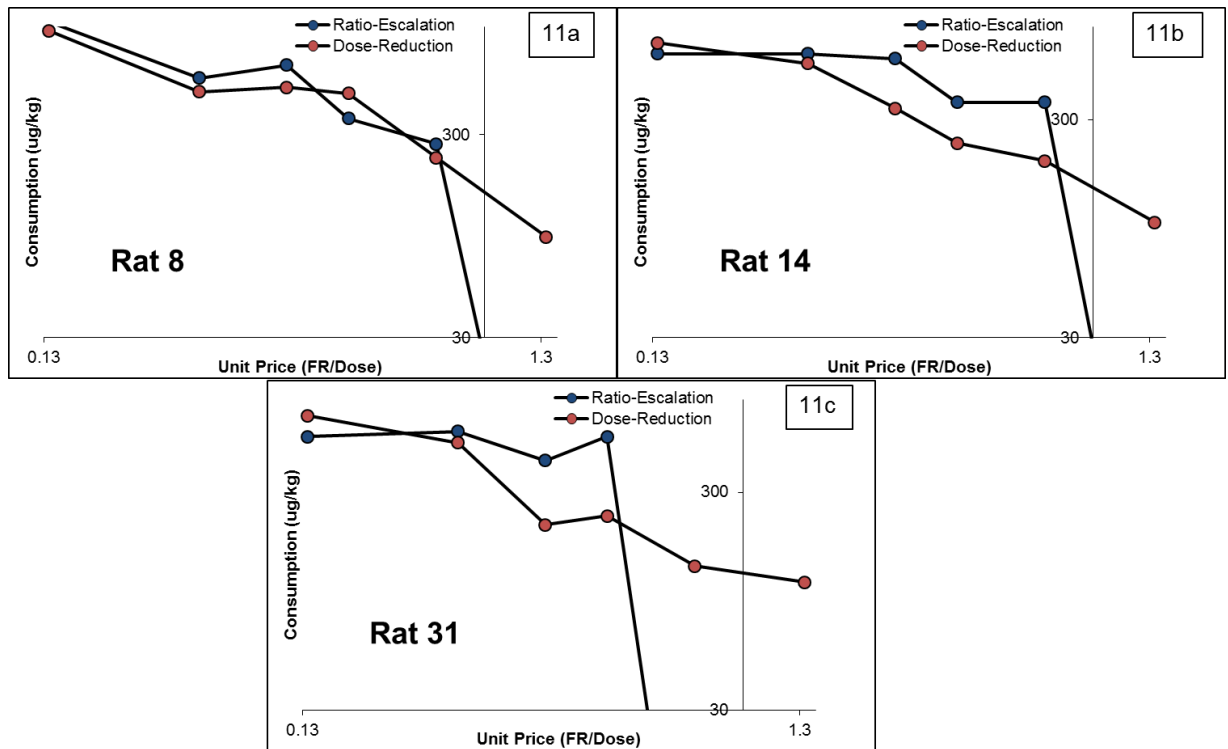 Ratio-Escalation
Dose-Reduction
11a
Consumption (ug/kg)
300
Rat 8
30
0.13
1.3
Unit Price (FR/Dose)
Ratio-Escalation
Dose-Reduction
11b
Consumption (ug/kg)
300
Rat 14
30
0.13
1.3
Unit Price (FR/Dose)
Ratio-Escalation
Dose-Reduction
11c
Consumption (ug/kg)
300
Rat 31
30
0.13
1.3
Unit Price (FR/Dose)